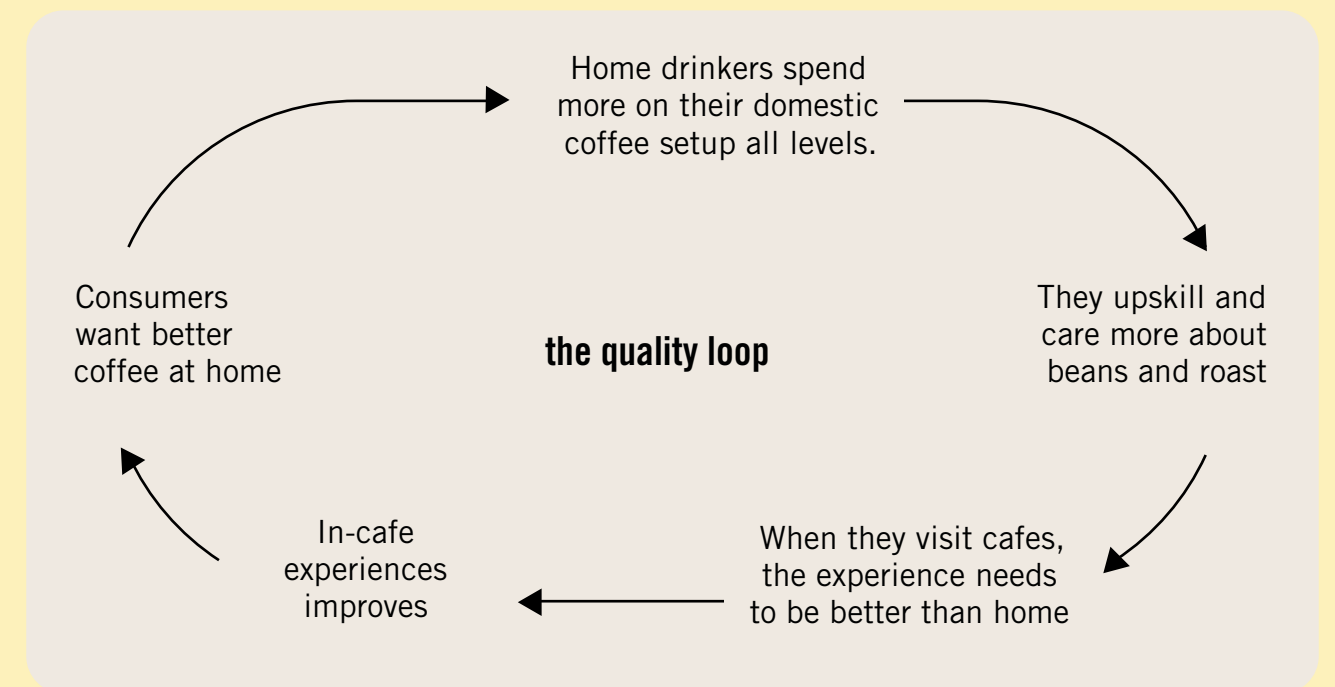 Home drinkers spend
more on their domestic
coffee setup all levels.
They upskill and
care more about
beans and roast
When they visit cafes,
the experience needs
to be better than home
In-cafe
experiences
improves
Consumers
want better
coffee at home
the quality loop